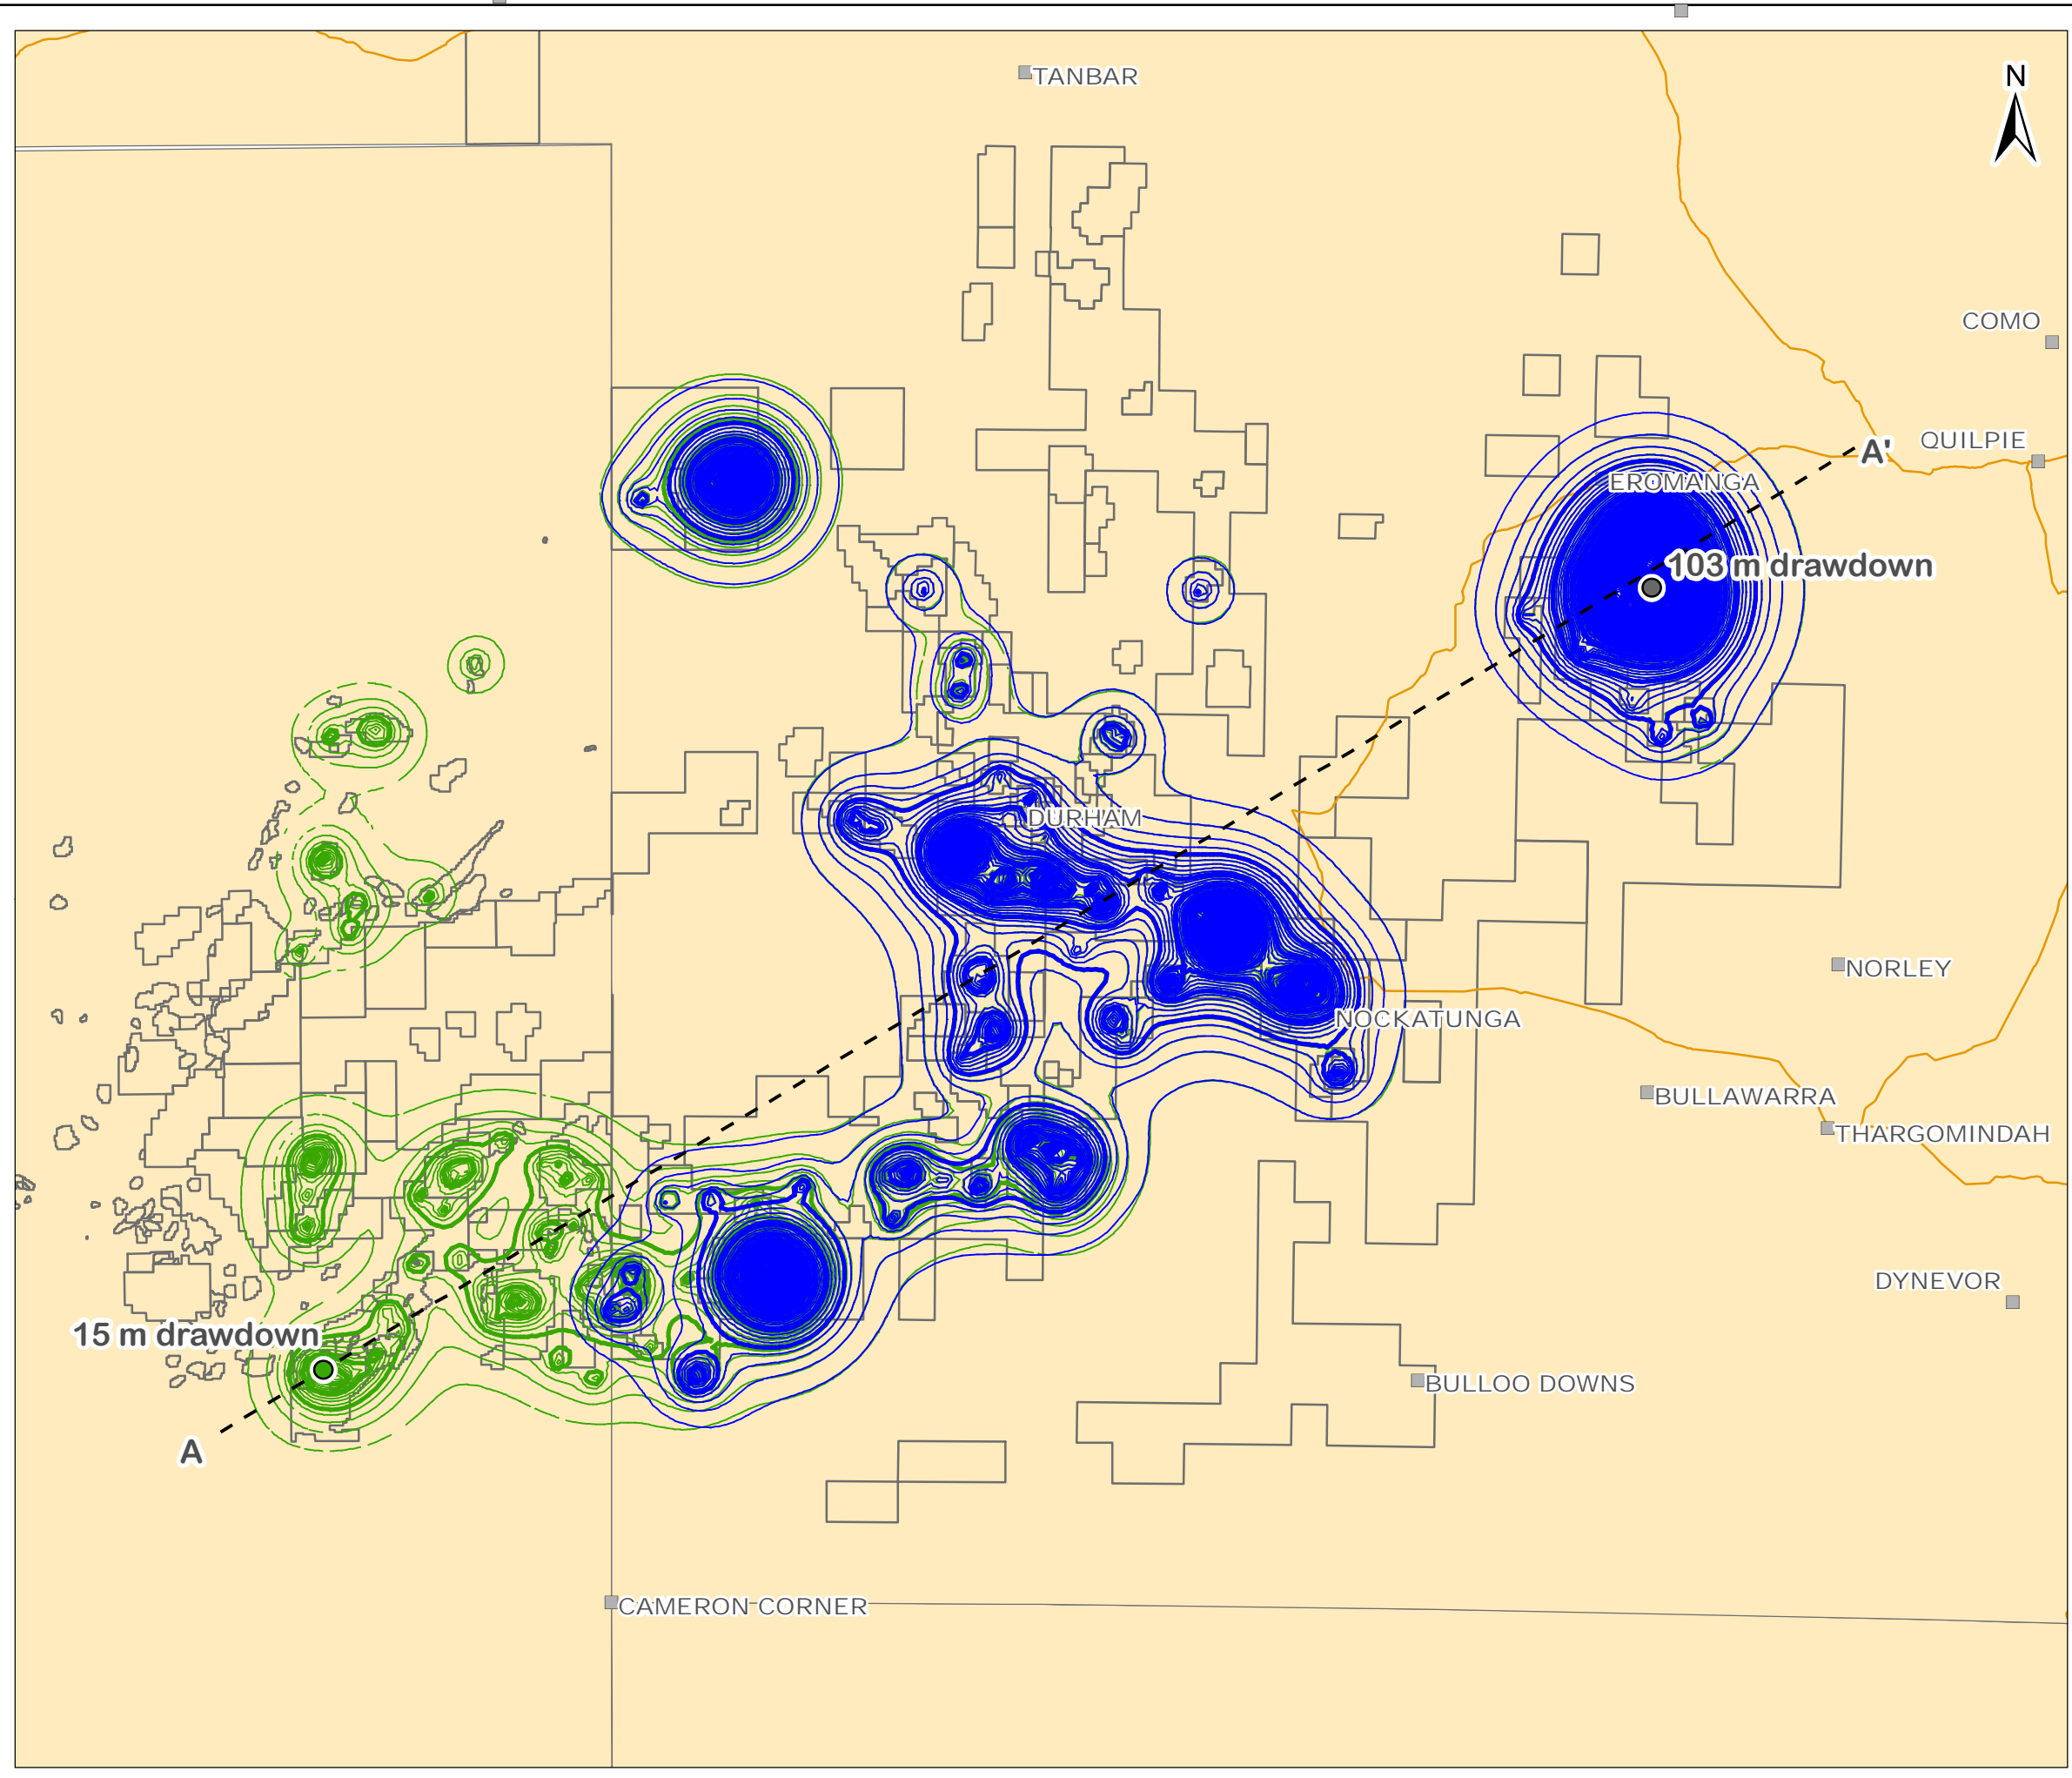 TANBAR
N
COMO
QUILPIE
A'
EROMANGA
103 m drawdown
DURHAM
NORLEY
NOCKATUNGA
BULLAWARRA
THARGOMINDAH
DYNEVOR
15 m drawdown
BULLOO DOWNS
A
CAMERON CORNER